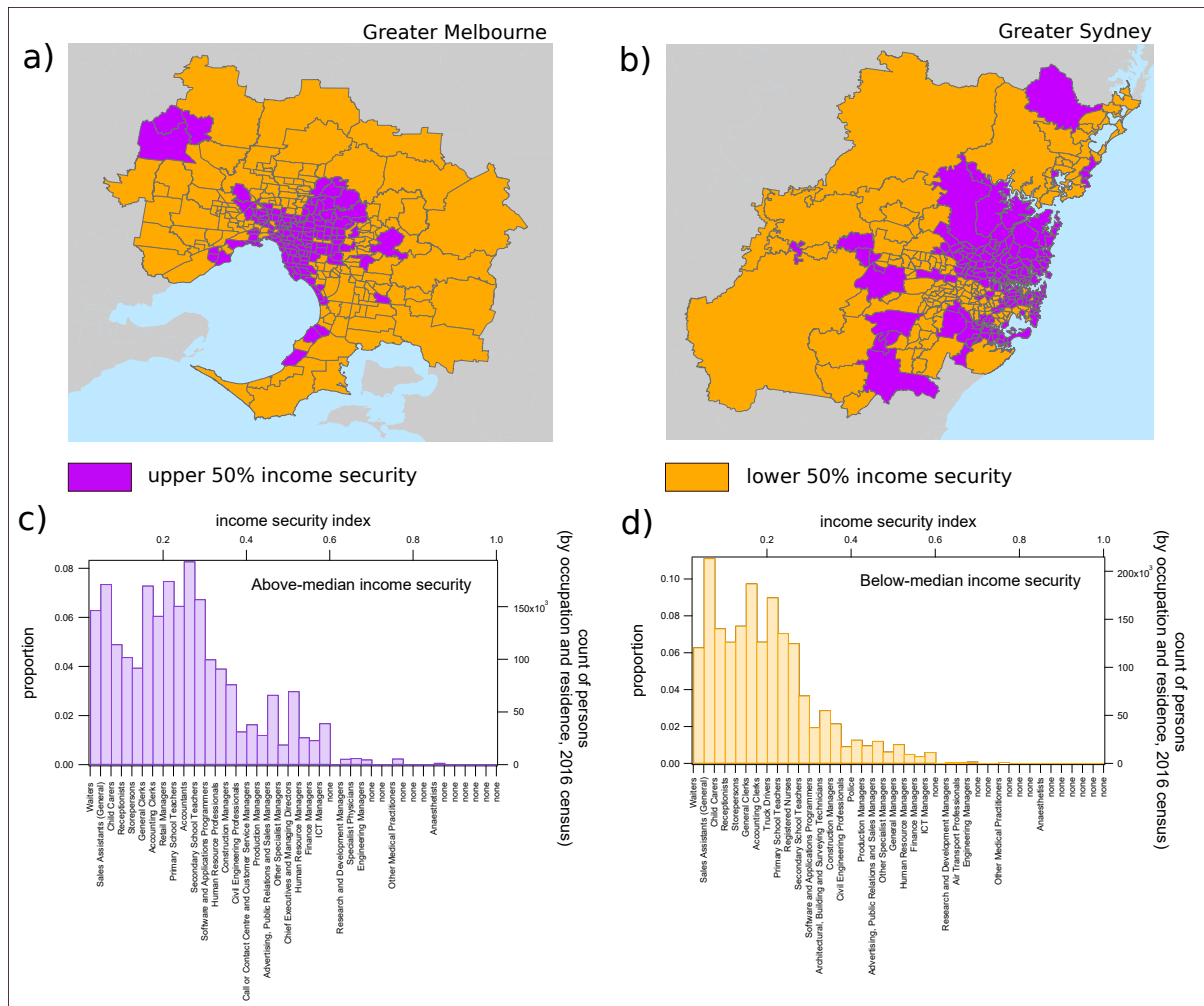 Greater Melbourne
Greater Sydney
a)
b)
upper 50% income security
lower 50% income security
c)
income security index
0.2
0.4
0.6
0.8
1.0
Above-median income security
proportion
0.08
0.06
0.04
0.02
0.00
150x10³
100
50
0
count of persons
(by occupation and residence, 2016 census)
Waiters
Sales Assistants (General)
Child Carers
Receptionists
Storepersons
General Clerks
Accounting Clerks
Retail Managers
Primary School Teachers
Accountants
Secondary School Teachers
Software and Applications Programmers
Human Resource Professionals
Construction Managers
Civil Engineering Professionals
Call or Contact Centre and Customer Service Managers
Production Managers
Advertising, Public Relations and Sales Managers
Other Specialist Managers
Chief Executives and Managing Directors
Human Resource Managers
Finance Managers
ICT Managers
none
Research and Development Managers
Specialist Physicians
Engineering Managers
none
none
Other Medical Practitioners
none
none
none
Anaesthetists
none
none
none
none
none
d)
income security index
0.2
0.4
0.6
0.8
1.0
Below-median income security
proportion
0.10
0.08
0.06
0.04
0.02
0.00
200x10³
150
100
50
0
count of persons
(by occupation and residence, 2016 census)
Waiters
Sales Assistants (General)
Child Carers
Receptionists
Storepersons
General Clerks
Accounting Clerks
Truck Drivers
Primary School Teachers
Registered Nurses
Secondary School Teachers
Software and Applications Programmers
Architectural, Building and Surveying Technicians
Construction Managers
Civil Engineering Professionals
Police
Production Managers
Advertising, Public Relations and Sales Managers
Other Specialist Managers
General Managers
Human Resource Managers
Finance Managers
ICT Managers
none
Research and Development Managers
Air Transport Professionals
Engineering Managers
none
Other Medical Practitioners
none
none
none
Anaesthetists
none
none
none
none